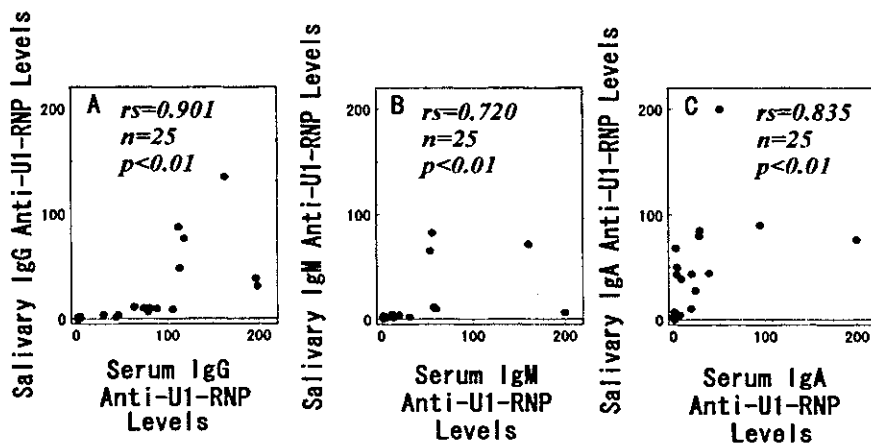 Salivary IgG Anti-U1-RNP Levels
200
100
0
A
rs=0.901
n=25
p<0.01
0
100
200
Serum IgG
Anti-U1-RNP
Levels
Salivary IgM Anti-U1-RNP Levels
200
100
0
B
rs=0.720
n=25
p<0.01
0
100
200
Serum IgM
Anti-U1-RNP
Levels
Salivary IgA Anti-U1-RNP Levels
200
100
0
C
rs=0.835
n=25
p<0.01
0
100
200
Serum IgA
Anti-U1-RNP
Levels